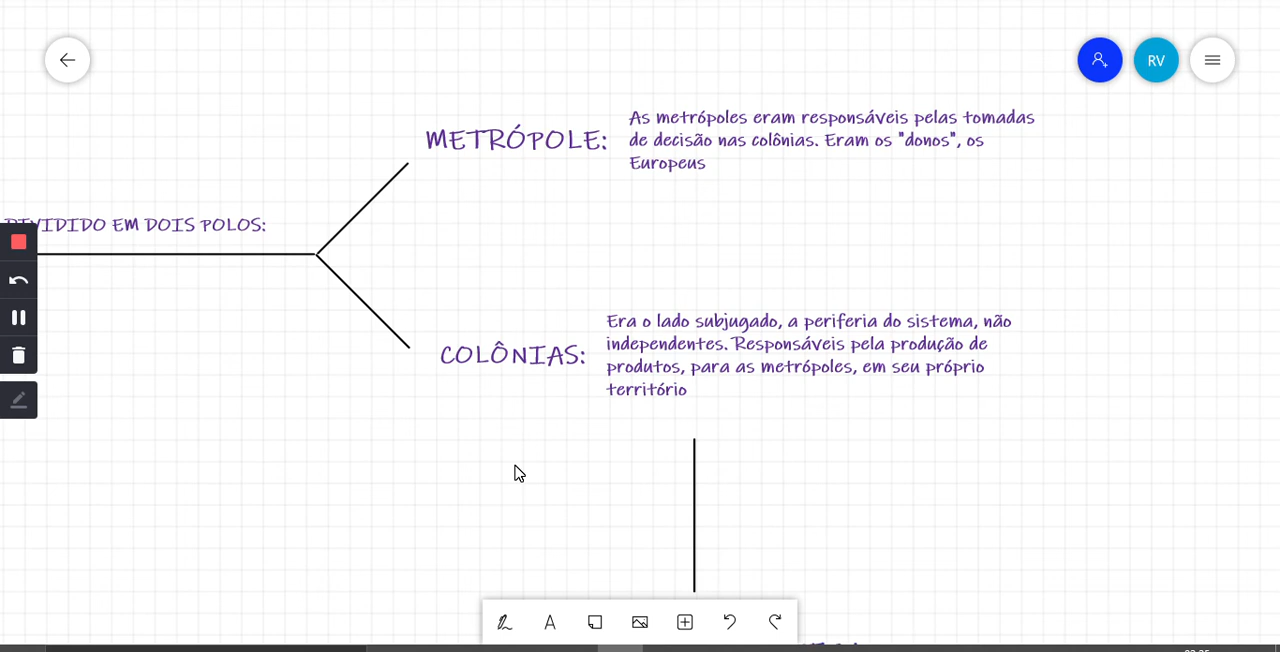 RV
METRÓPOLE:
As metrópoles eram responsáveis pelas tomadas
de decisão nas colônias. Eram os "donos", os
Europeus
DIVIDIDO EM DOIS POLOS:
COLÔNIAS:
Era o lado subjugado, a periferia do sistema, não
independentes. Responsáveis pela produção de
produtos, para as metrópoles, em seu próprio
território